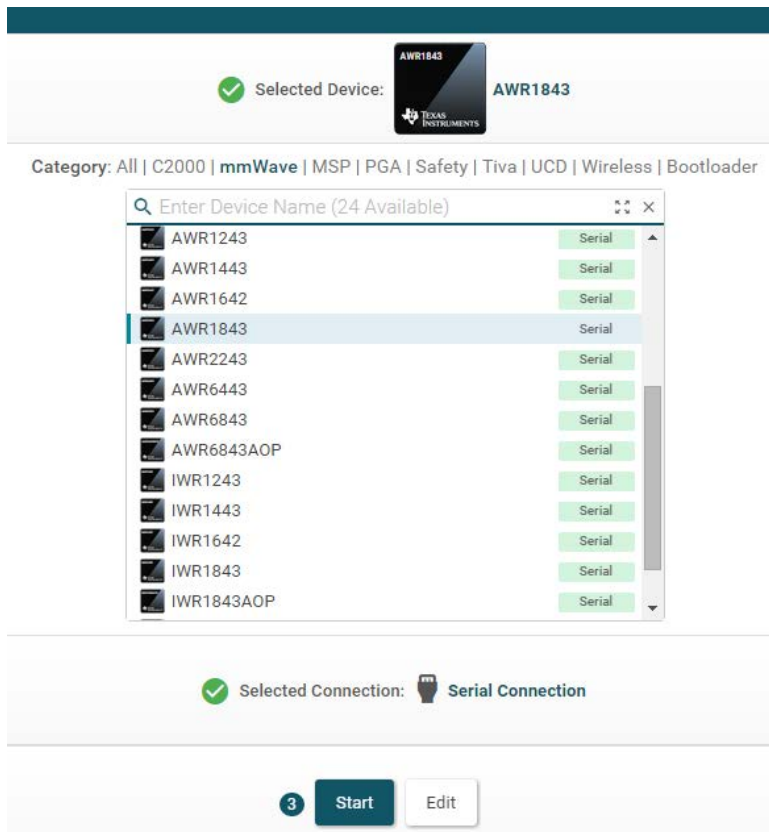 AWR1843
TEXAS
INSTRUMENTS
Selected Device: AWR1843
Category: All | C2000 | mmWave | MSP | PGA | Safety | Tiva | UCD | Wireless | Bootloader
Enter Device Name (24 Available)
AWR1243 Serial
AWR1443 Serial
AWR1642 Serial
AWR1843 Serial
AWR2243 Serial
AWR6443 Serial
AWR6843 Serial
AWR6843AOP Serial
IWR1243 Serial
IWR1443 Serial
IWR1642 Serial
IWR1843 Serial
IWR1843AOP Serial
Selected Connection: Serial Connection
3 Start Edit